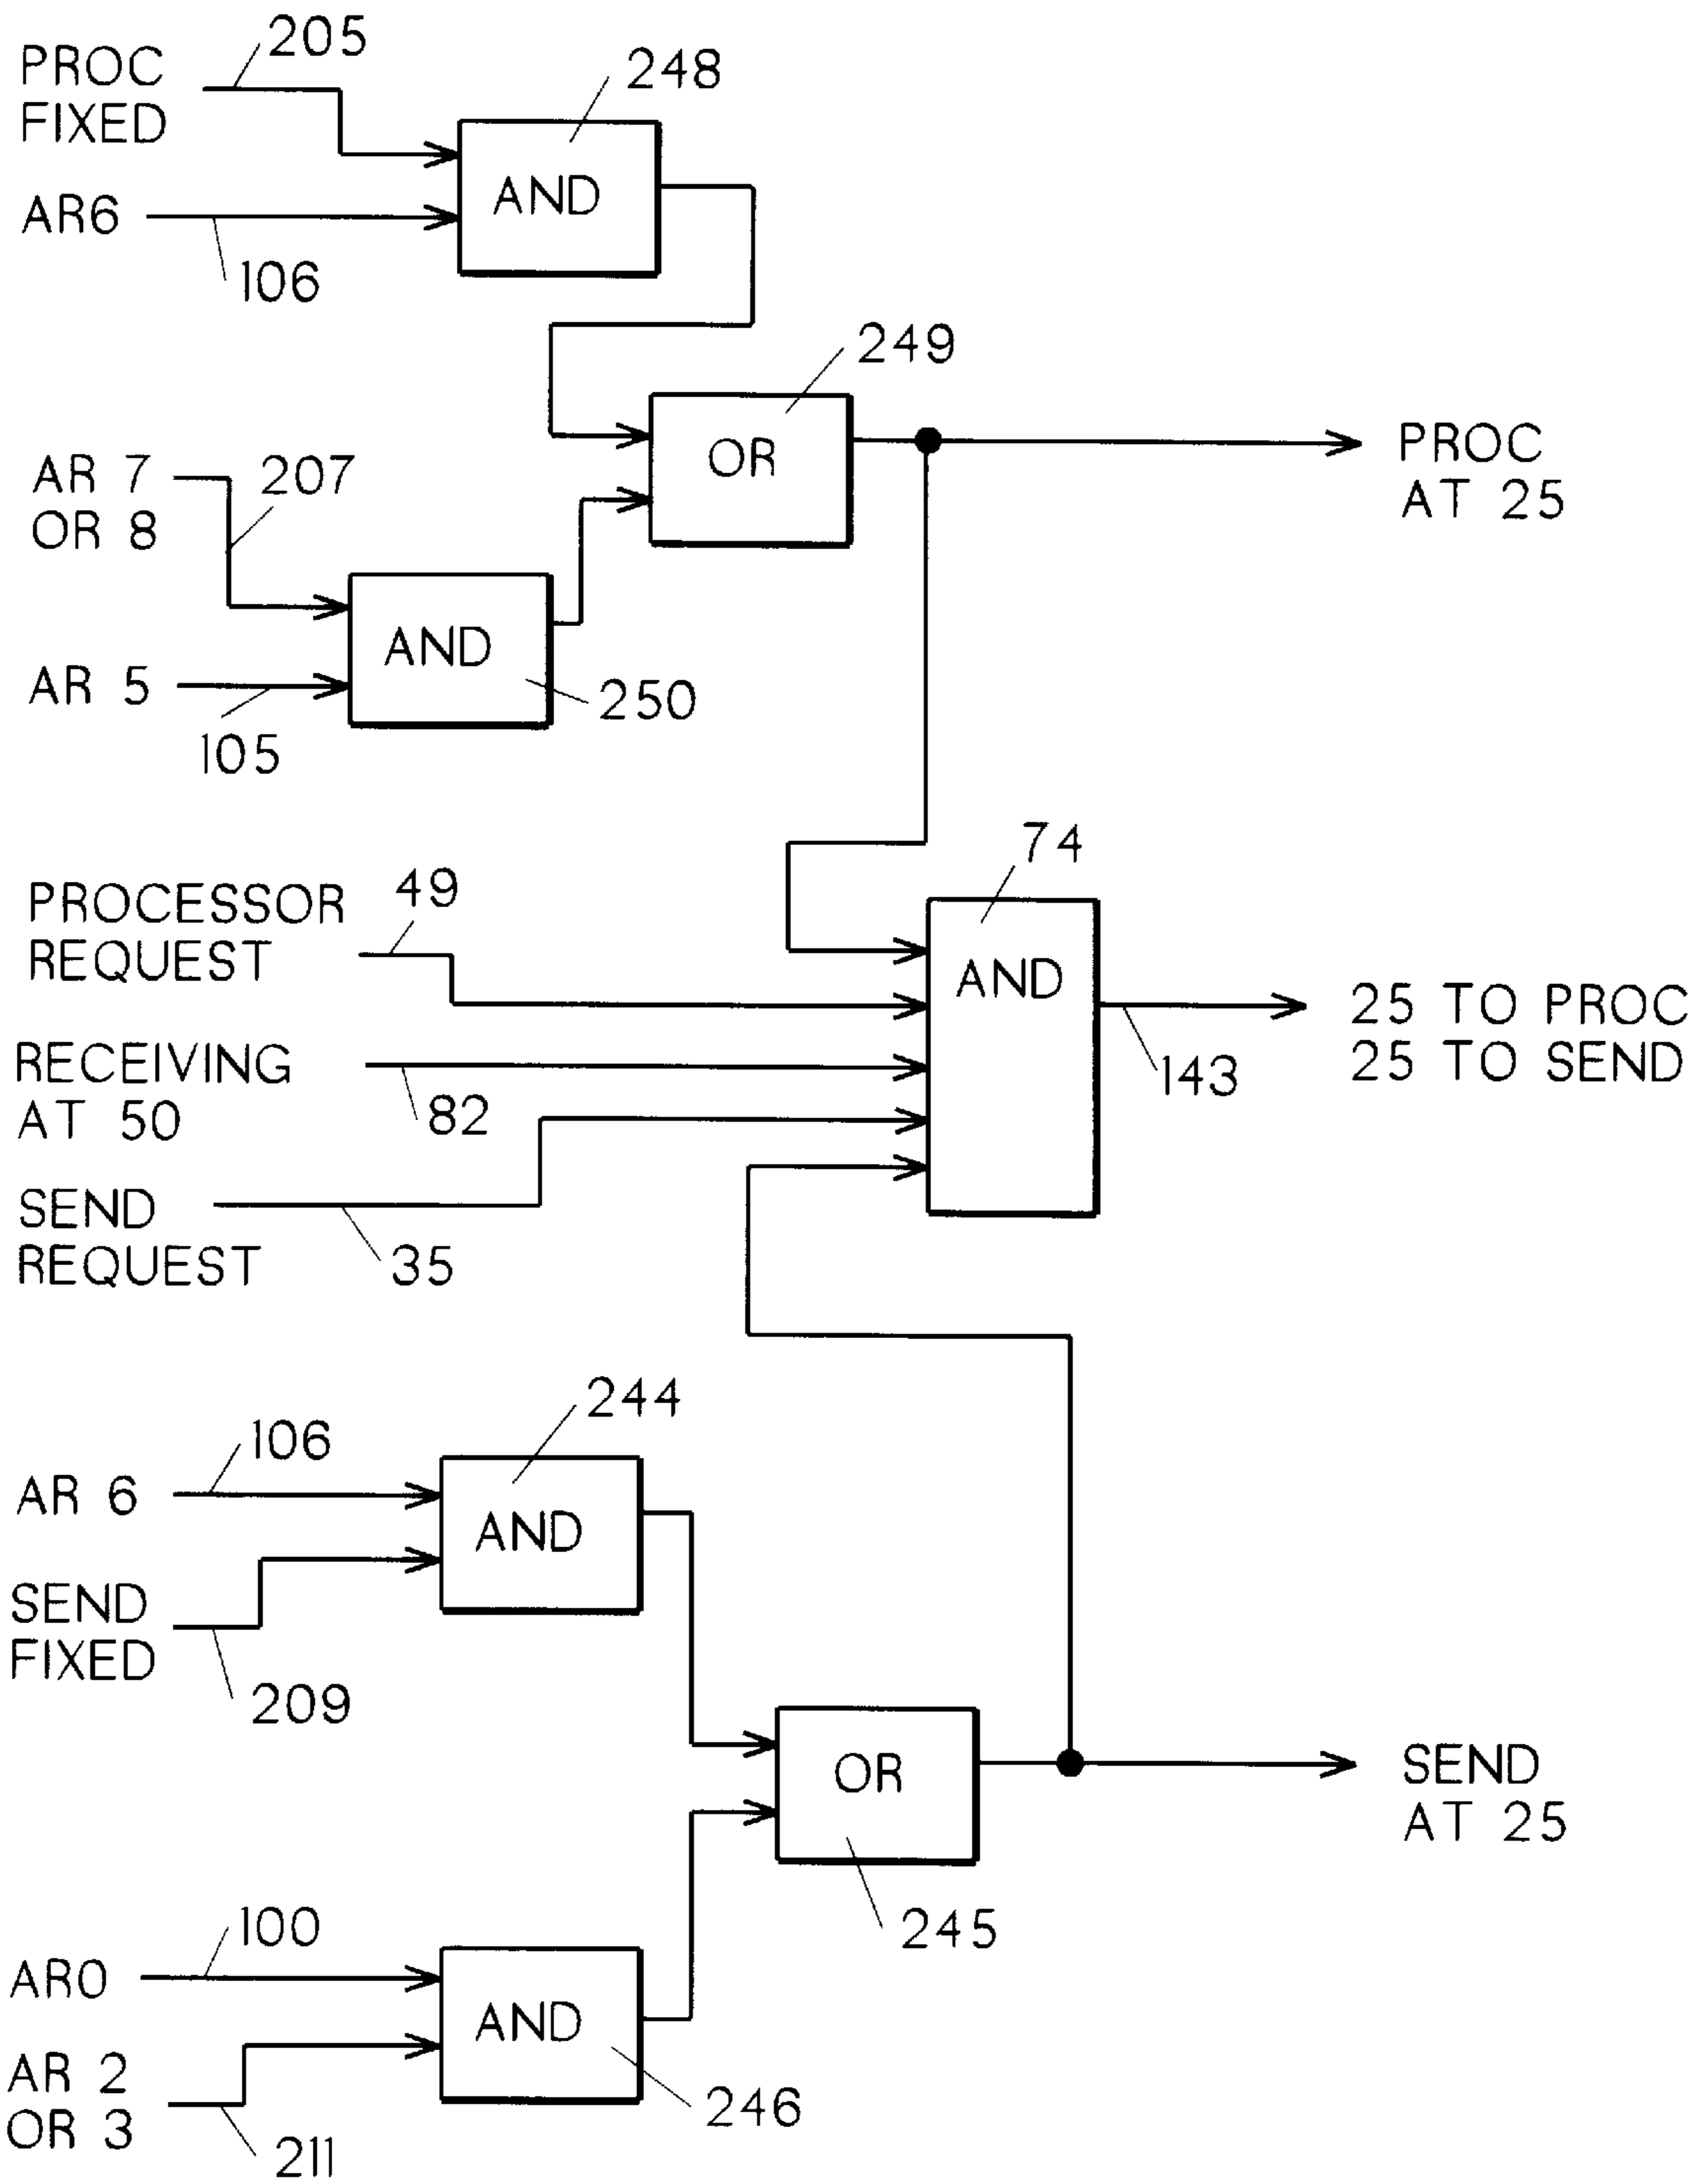 205
PROC
FIXED
248
AND
AR6
106
249
OR
PROC
AT 25
AR 7
OR 8
207
AND
AR 5
250
105
74
PROCESSOR
REQUEST
49
AND
25 TO PROC
25 TO SEND
143
RECEIVING
AT 50
82
SEND
REQUEST
35
244
106
AR 6
AND
SEND
FIXED
209
OR
SEND
AT 25
245
100
AR0
AND
AR 2
OR 3
246
211